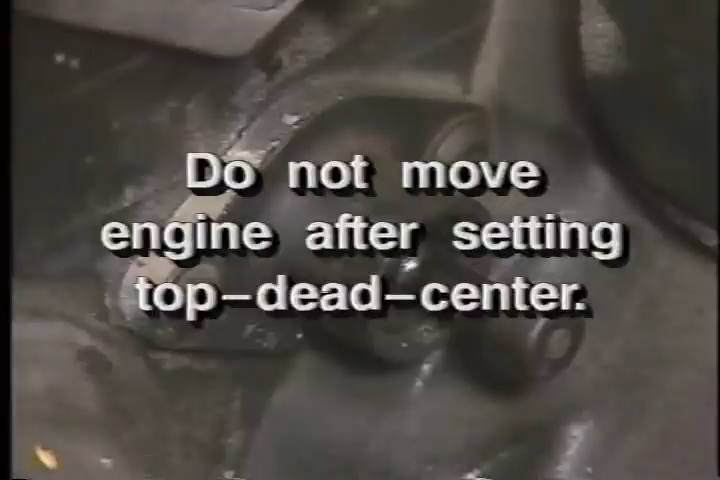 Do not move
engine after setting
top-dead-center.